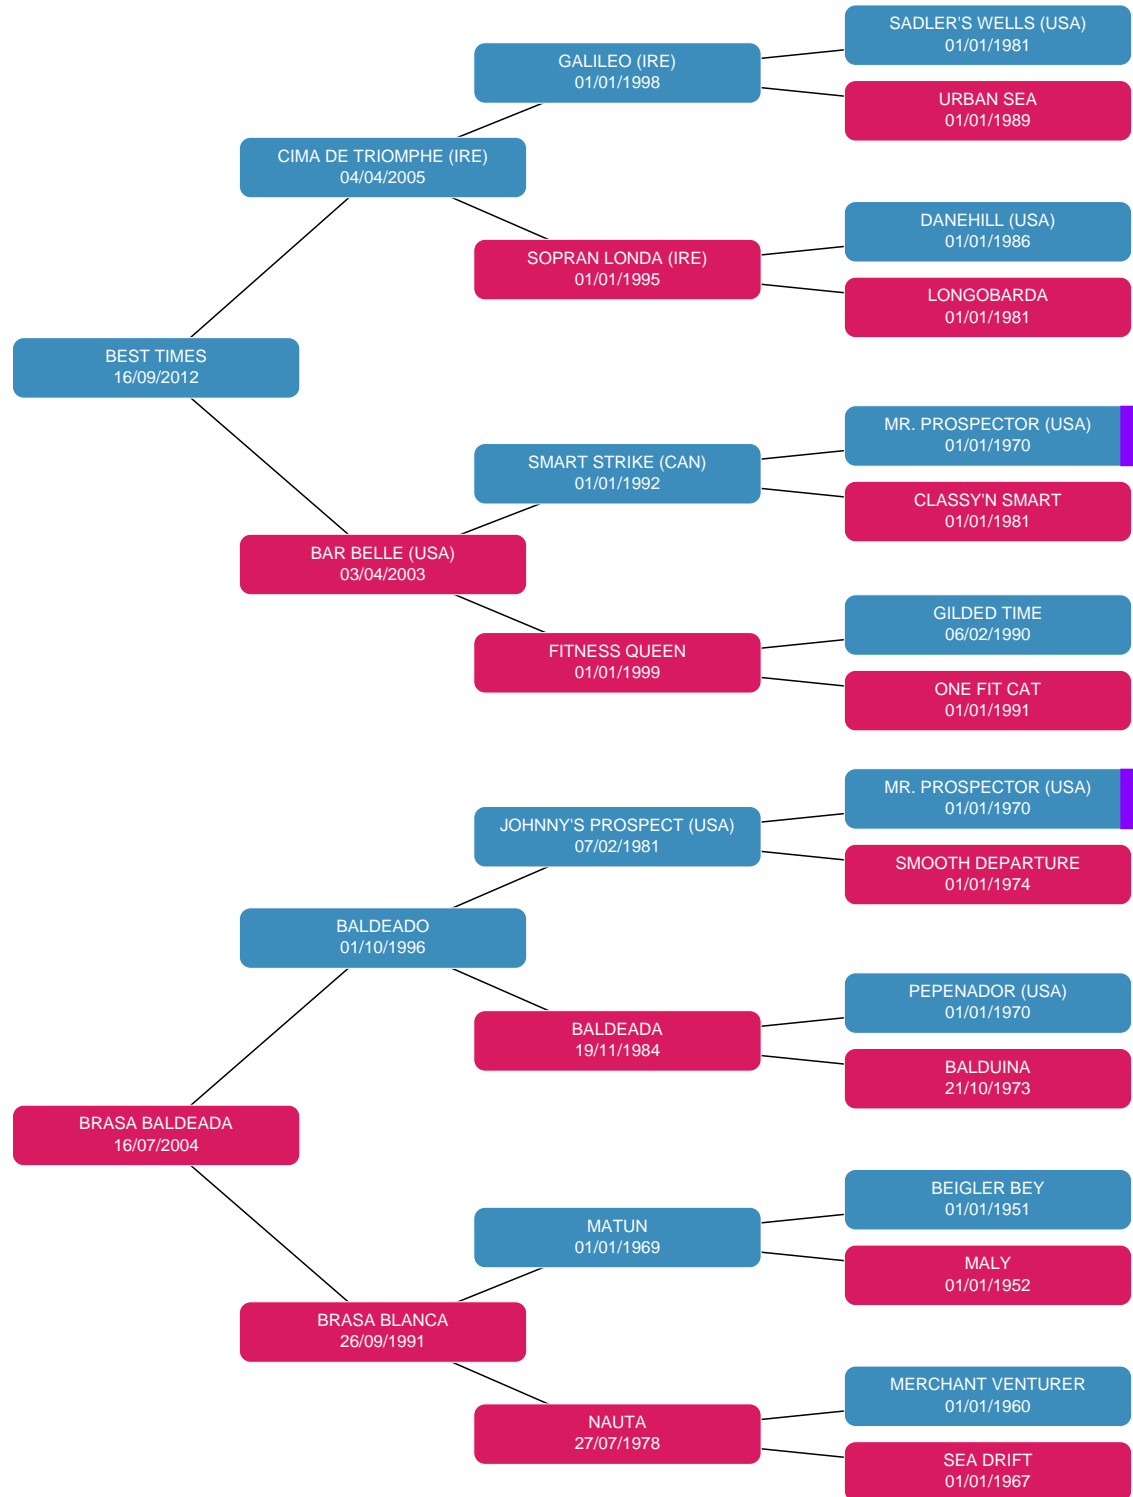 SADLER'S WELLS (USA)
01/01/1981
GALILEO (IRE)
01/01/1998
URBAN SEA
01/01/1989
CIMA DE TRIOMPHE (IRE)
04/04/2005
DANEHILL (USA)
01/01/1986
SOPRAN LONDA (IRE)
01/01/1995
LONGOBARDA
01/01/1981
BEST TIMES
16/09/2012
MR. PROSPECTOR (USA)
01/01/1970
SMART STRIKE (CAN)
01/01/1992
CLASSY'N SMART
01/01/1981
BAR BELLE (USA)
03/04/2003
GILDED TIME
06/02/1990
FITNESS QUEEN
01/01/1999
ONE FIT CAT
01/01/1991
MR. PROSPECTOR (USA)
01/01/1970
JOHNNY'S PROSPECT (USA)
07/02/1981
SMOOTH DEPARTURE
01/01/1974
BALDEADO
01/10/1996
PEPENADOR (USA)
01/01/1970
BALDEADA
19/11/1984
BALDUINA
21/10/1973
BRASA BALDEADA
16/07/2004
BEIGLER BEY
01/01/1951
MATUN
01/01/1969
MALY
01/01/1952
BRASA BLANCA
26/09/1991
MERCHANT VENTURER
01/01/1960
NAUTA
27/07/1978
SEA DRIFT
01/01/1967